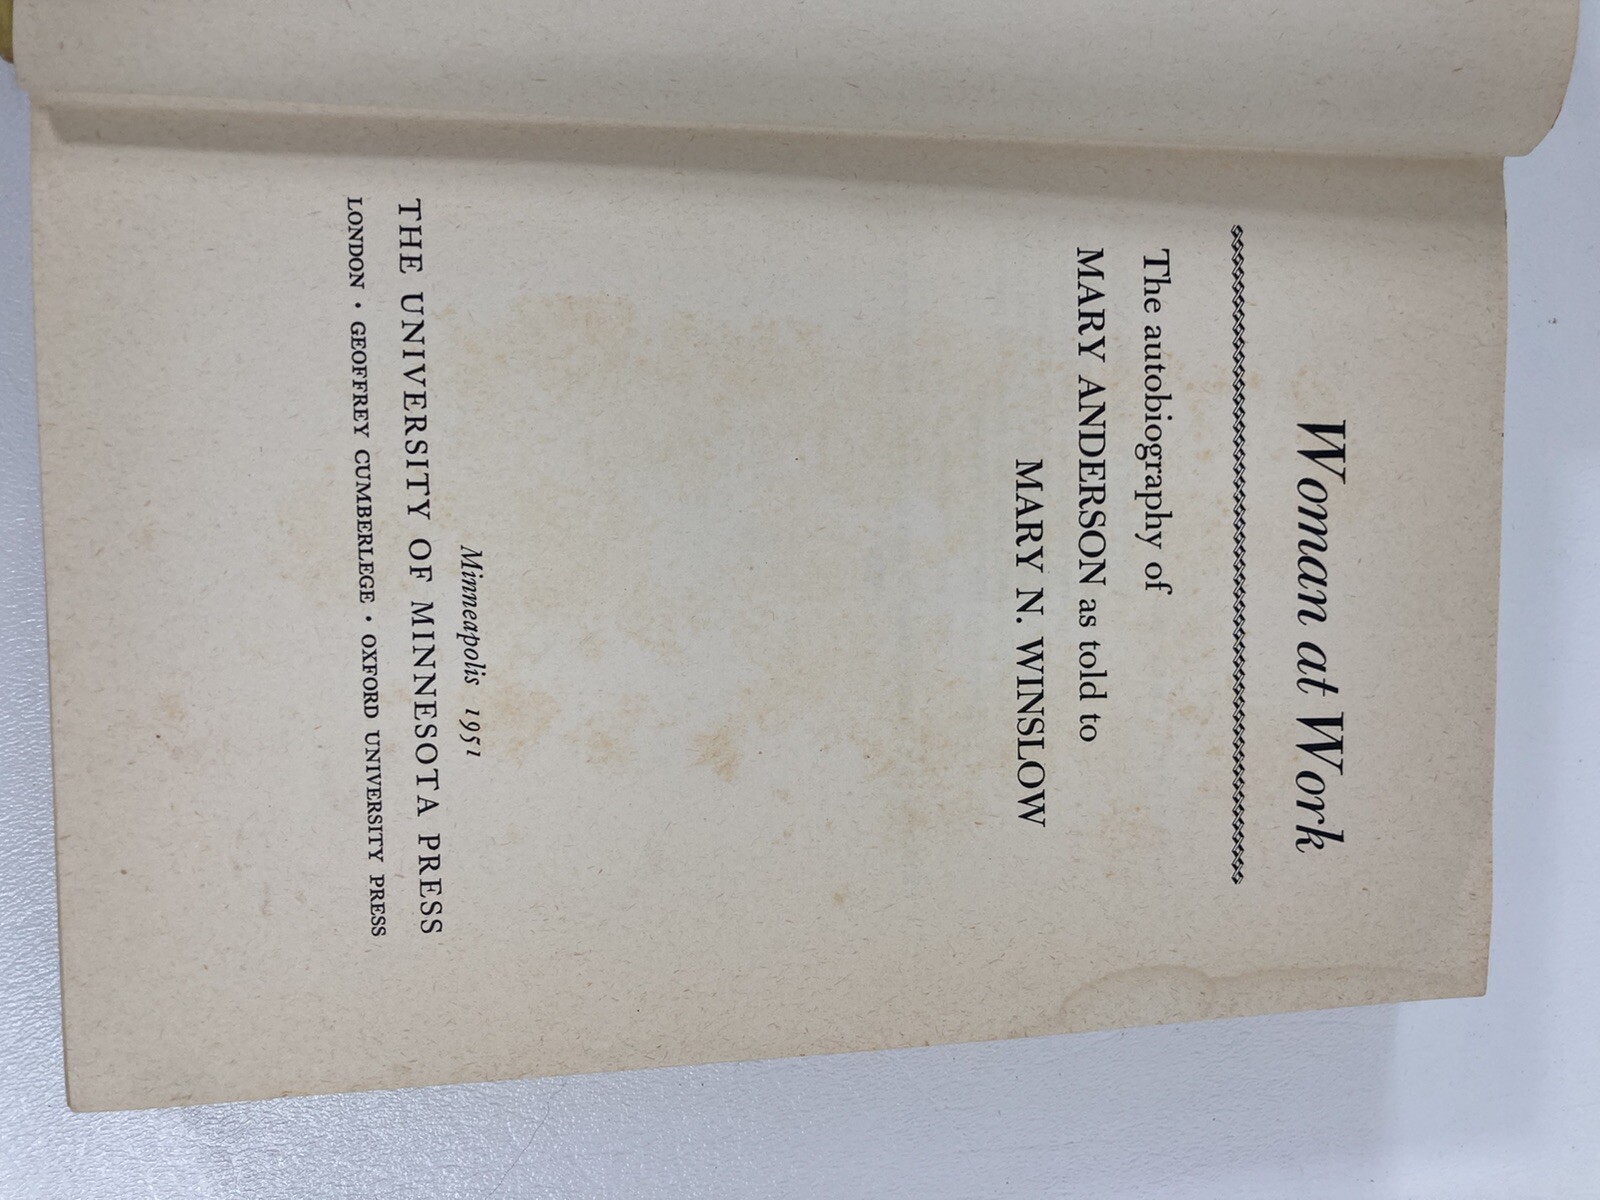 Woman at Work
The autobiography of
MARY ANDERSON as told to
MARY N. WINSLOW
Minneapolis 1951
THE UNIVERSITY OF MINNESOTA PRESS
LONDON · GEOFFREY CUMBERLEGE · OXFORD UNIVERSITY PRESS